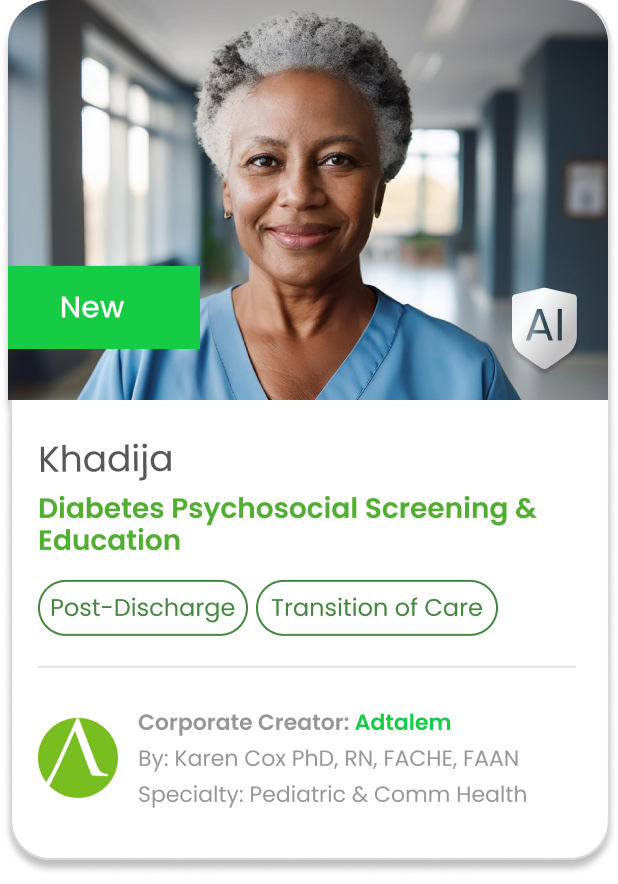 New
AI
Khadija
Diabetes Psychosocial Screening &
Education
Post-Discharge
Transition of Care
Corporate Creator: Adtalem
By: Karen Cox PhD, RN, FACHE, FAAN
Specialty: Pediatric & Comm Health